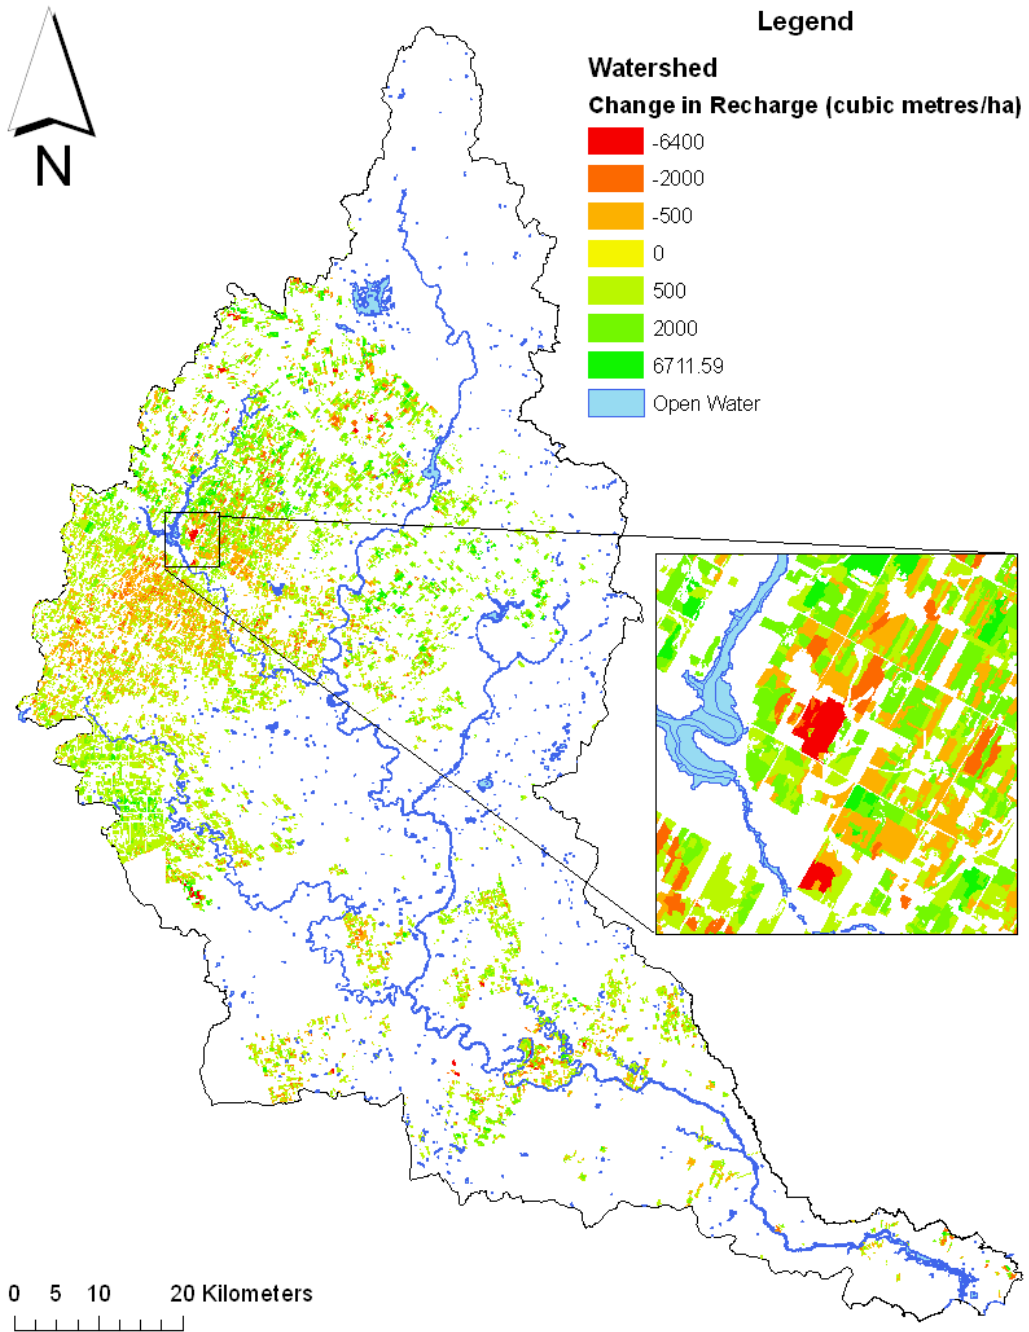 Legend
Watershed
Change in Recharge (cubic metres/ha)
-6400
-2000
-500
0
500
2000
6711.59
Open Water
N
0 5 10 20 Kilometers